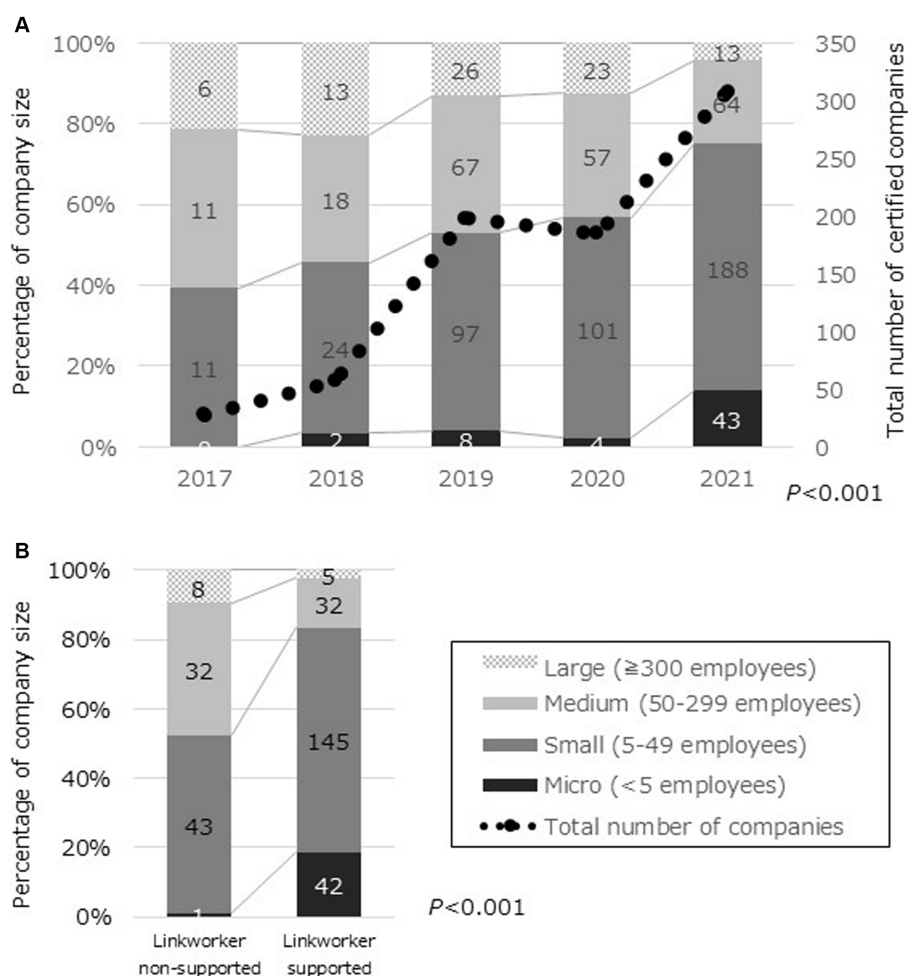 A
100% 350
6 13 26 23 13
300
80% 64
250
11 18 67 57
60% 200
188
40% 150
11 24 97 101
100
20%
50
0 2 8 4 43
0% 0
2017 2018 2019 2020 2021
Percentage of company size
Total number of certified companies
P<0.001
B
100%
8 5
32
80%
32
60%
145
40%
43
20%
42
1
0%
Percentage of company size
Linkworker Linkworker
non-supported supported
P<0.001
Large (≧300 employees)
Medium (50-299 employees)
Small (5-49 employees)
Micro (<5 employees)
Total number of companies